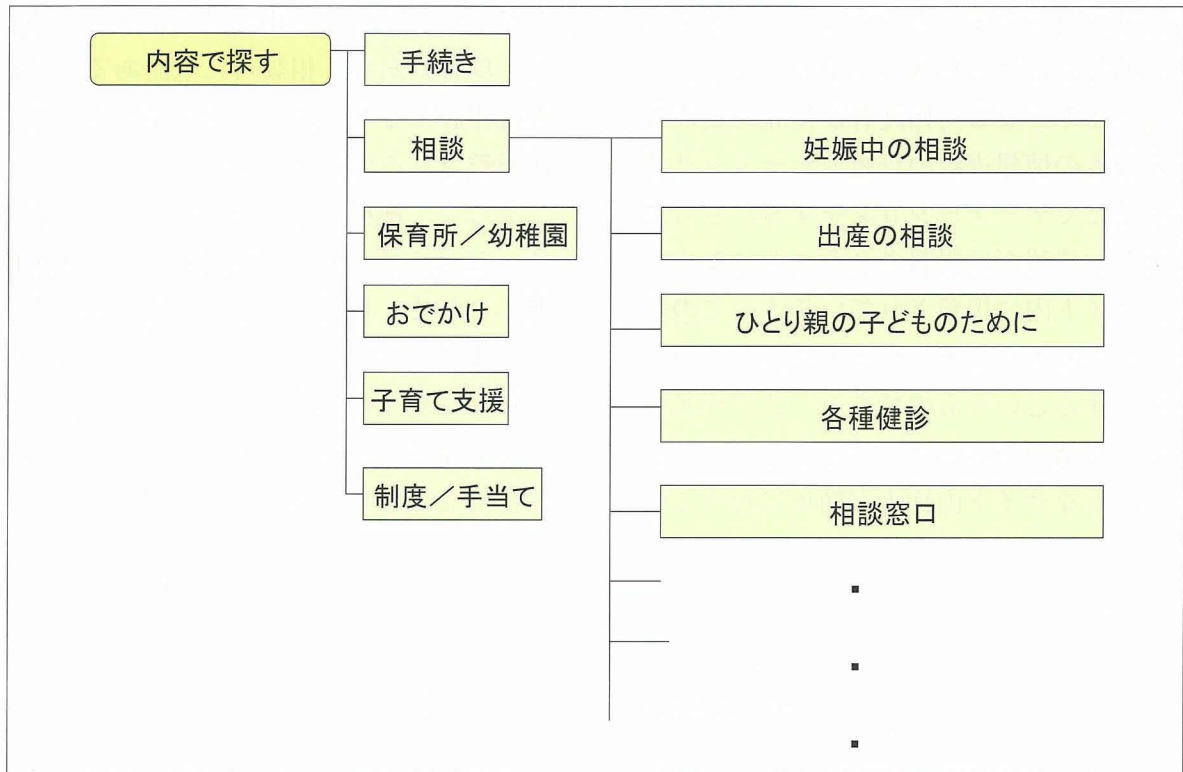 内容で探す
手続き
相談
保育所／幼稚園
おでかけ
子育て支援
制度／手当て
妊娠中の相談
出産の相談
ひとり親の子どものために
各種健診
相談窓口
▪
▪
▪